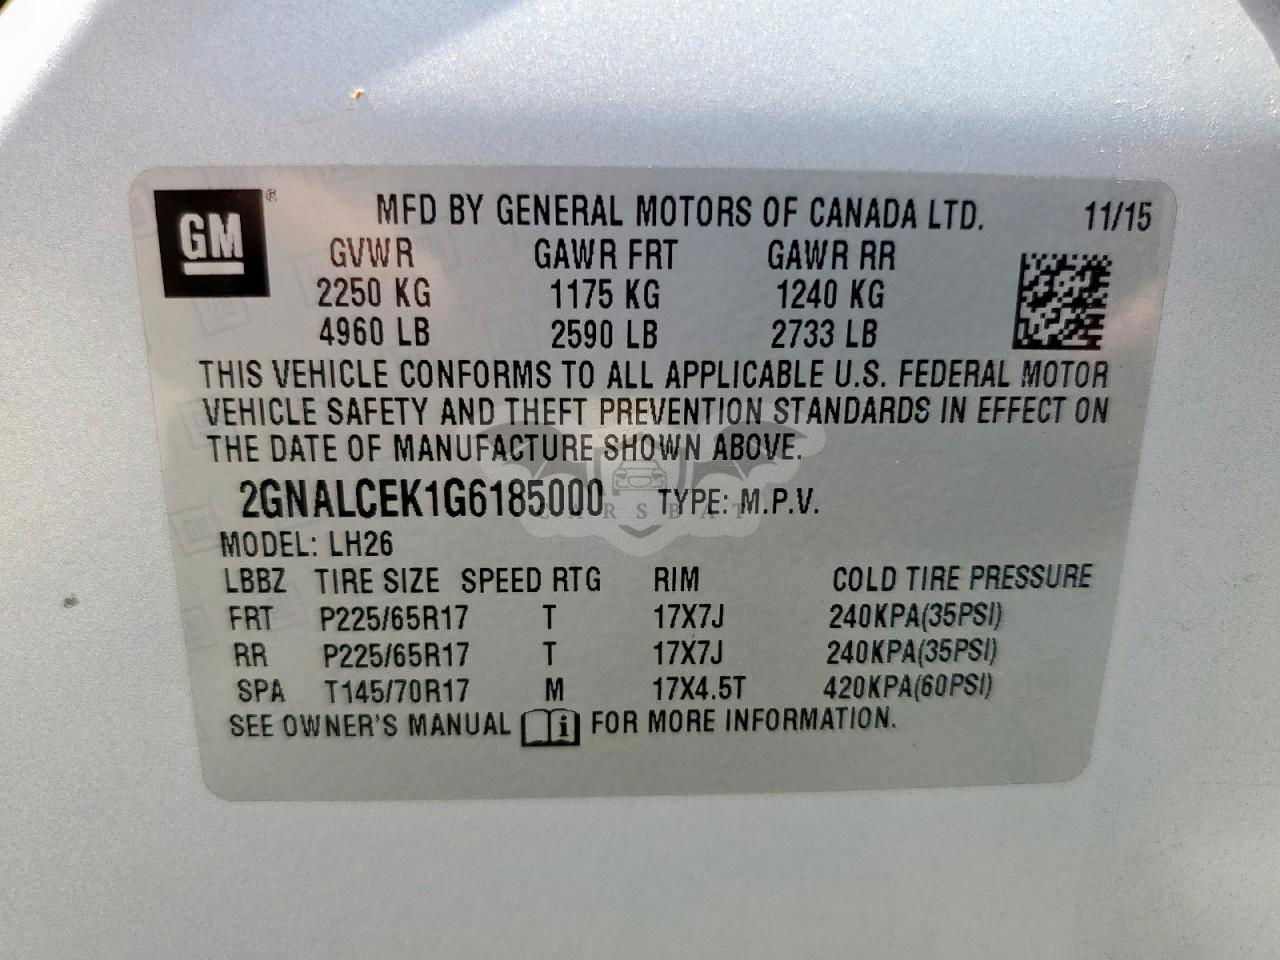 GM ® MFD BY GENERAL MOTORS OF CANADA LTD. 11/15
GVWR GAWR FRT GAWR RR
2250 KG 1175 KG 1240 KG
4960 LB 2590 LB 2733 LB
THIS VEHICLE CONFORMS TO ALL APPLICABLE U.S. FEDERAL MOTOR
VEHICLE SAFETY AND THEFT PREVENTION STANDARDS IN EFFECT ON
THE DATE OF MANUFACTURE SHOWN ABOVE.
2GNALCEK1G6185000 TYPE: M.P.V.
CARSBAT
MODEL: LH26
LBBZ TIRE SIZE SPEED RTG RIM COLD TIRE PRESSURE
FRT P225/65R17 T 17X7J 240KPA(35PSI)
RR P225/65R17 T 17X7J 240KPA(35PSI)
SPA T145/70R17 M 17X4.5T 420KPA(60PSI)
SEE OWNER'S MANUAL i FOR MORE INFORMATION.